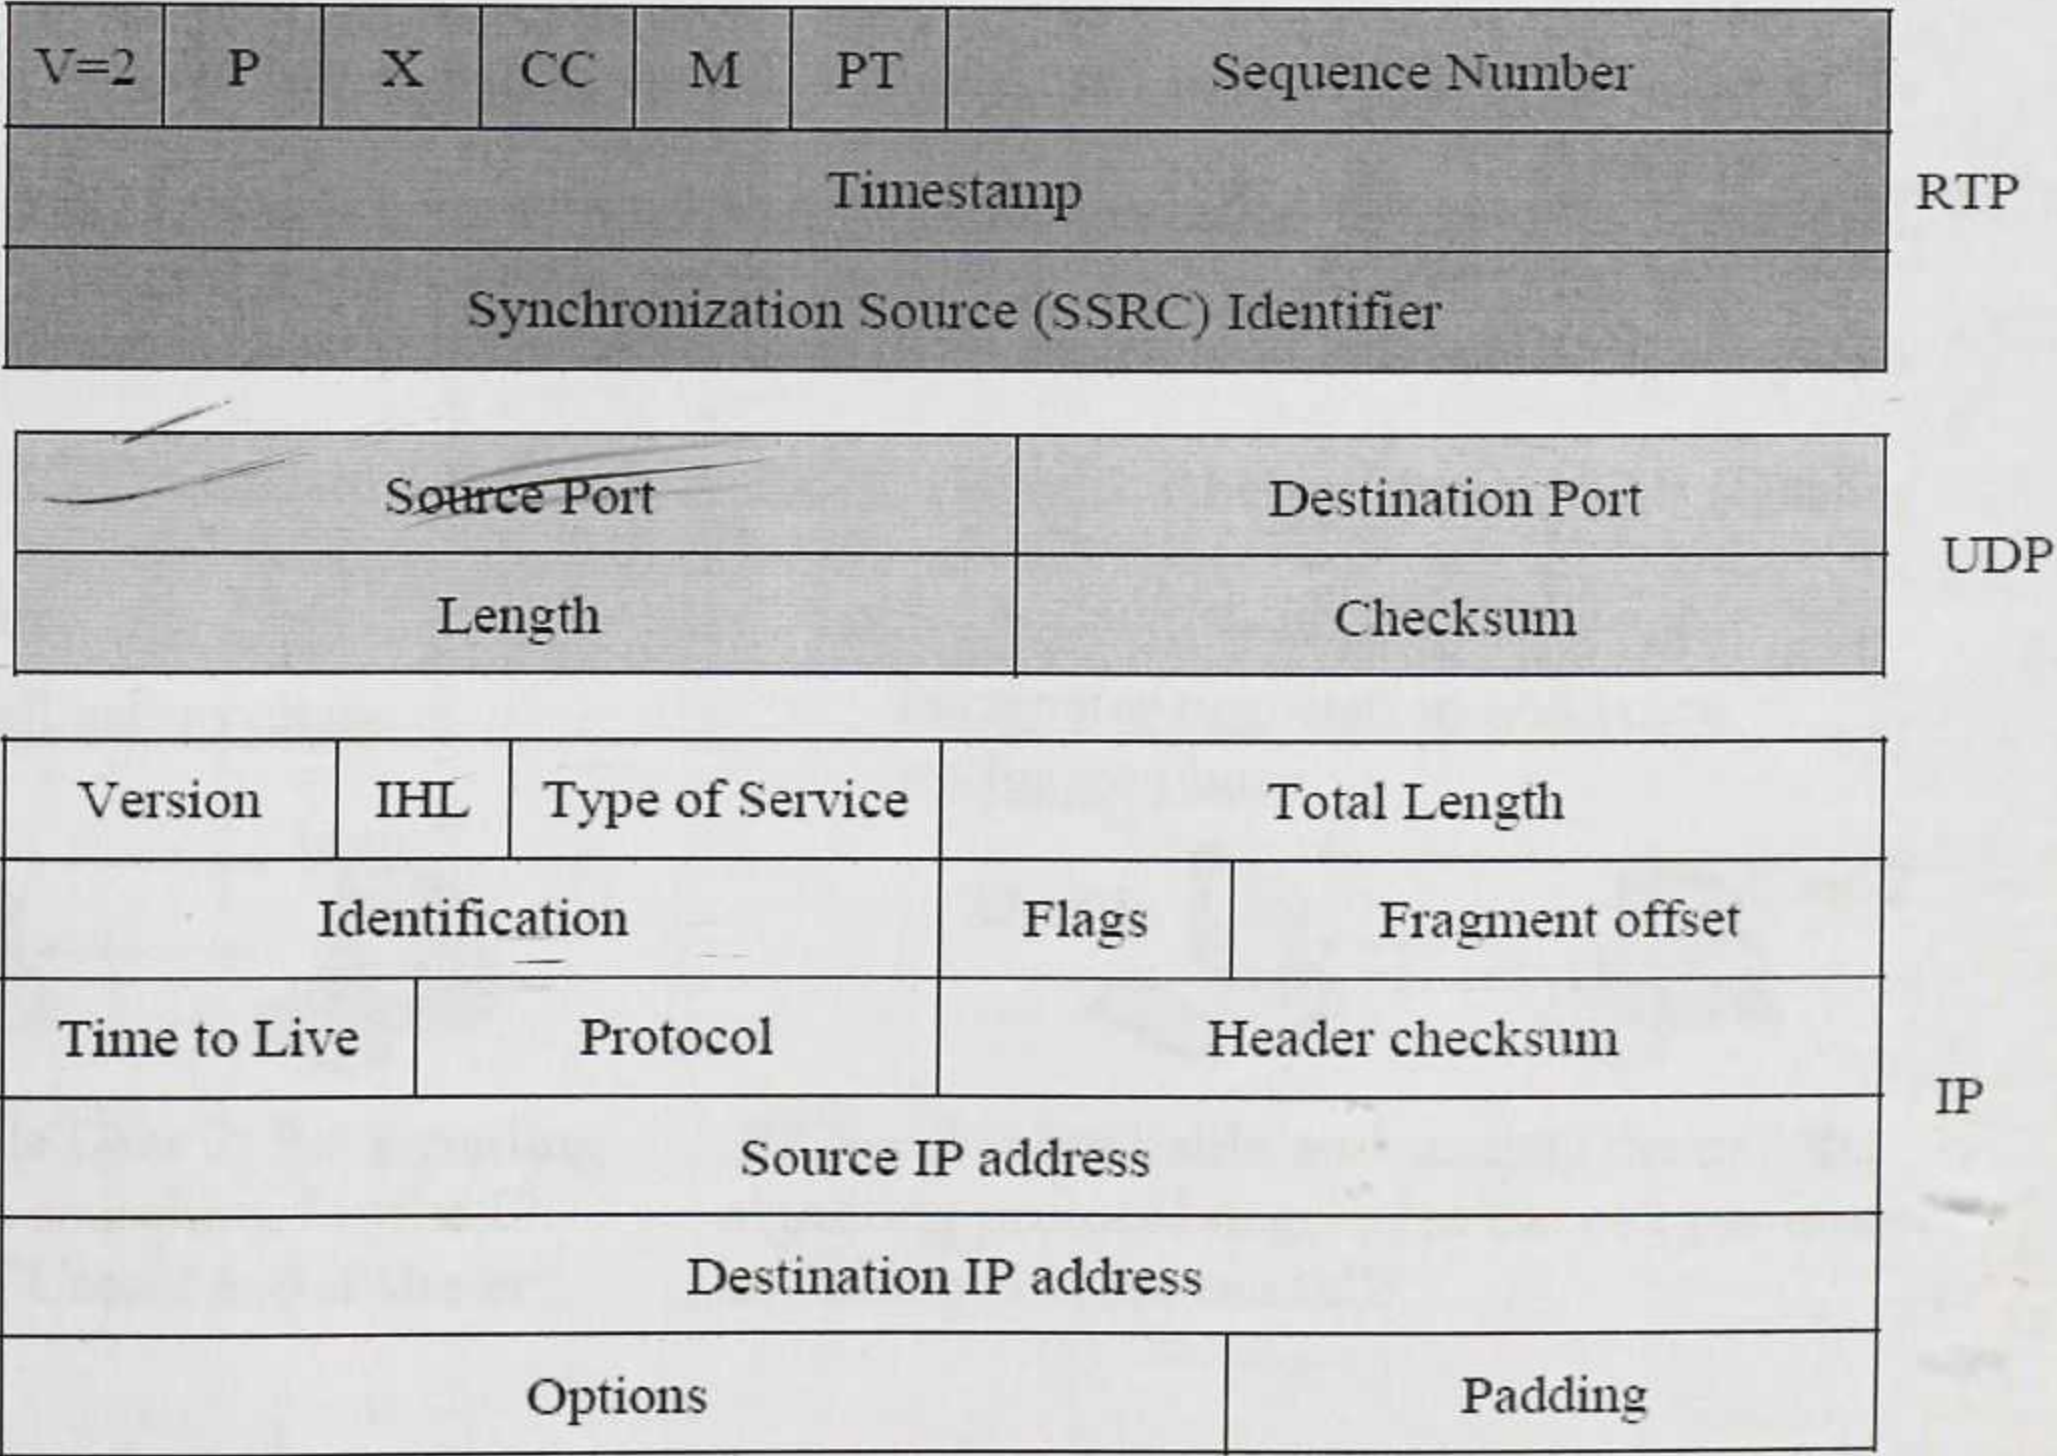 V=2 P X CC M PT Sequence Number
Timestamp
RTP
Synchronization Source (SSRC) Identifier
Source Port Destination Port
UDP
Length Checksum
Version IHL Type of Service Total Length
Identification Flags Fragment offset
Time to Live Protocol Header checksum
IP
Source IP address
Destination IP address
Options Padding